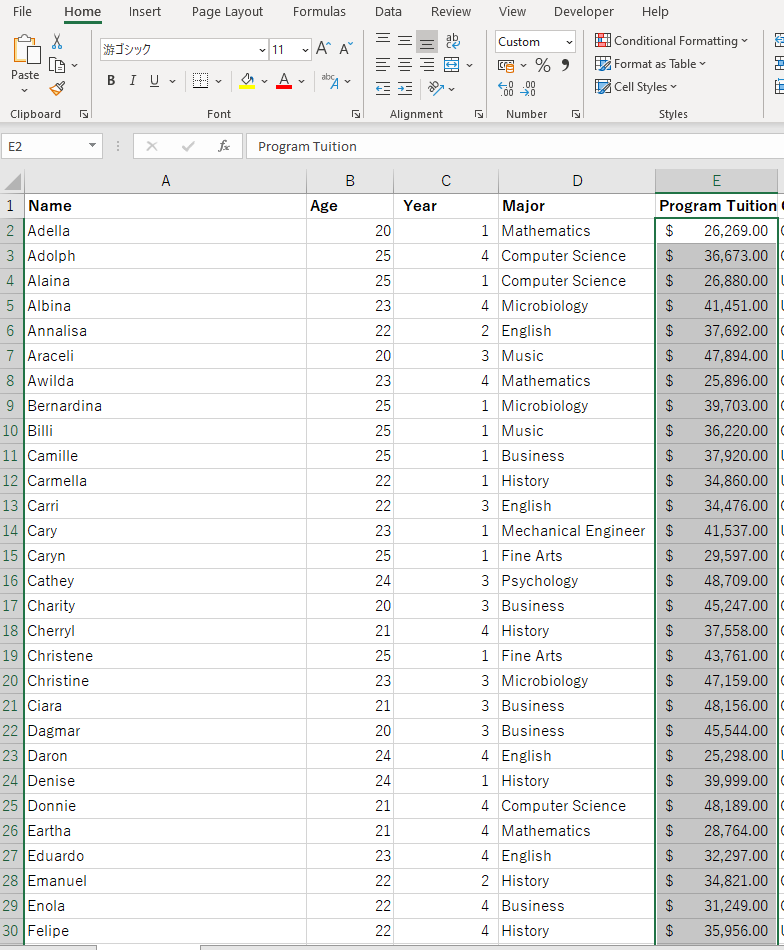 File Home Insert Page Layout Formulas Data Review View Developer Help
游ゴシック 11 A A ab Custom Conditional Formatting
Paste Format as Table
B I U A abc % 9 Cell Styles
Clipboard Font Alignment Number Styles
E2 fx Program Tuition
A B C D E
1 Name Age Year Major Program Tuition
2 Adella 20 1 Mathematics $ 26,269.00
3 Adolph 25 4 Computer Science $ 36,673.00
4 Alaina 25 1 Computer Science $ 26,880.00
5 Albina 23 4 Microbiology $ 41,451.00
6 Annalisa 22 2 English $ 37,692.00
7 Araceli 20 3 Music $ 47,894.00
8 Awilda 23 4 Mathematics $ 25,896.00
9 Bernardina 25 1 Microbiology $ 39,703.00
10 Billi 25 1 Music $ 36,220.00
11 Camille 25 1 Business $ 37,920.00
12 Carmella 22 1 History $ 34,860.00
13 Carri 22 3 English $ 34,476.00
14 Cary 23 1 Mechanical Engineer $ 41,537.00
15 Caryn 25 1 Fine Arts $ 29,597.00
16 Cathey 24 3 Psychology $ 48,709.00
17 Charity 20 3 Business $ 45,247.00
18 Cherryl 21 4 History $ 37,558.00
19 Christene 25 1 Fine Arts $ 43,761.00
20 Christine 23 3 Microbiology $ 47,159.00
21 Ciara 21 3 Business $ 48,156.00
22 Dagmar 20 3 Business $ 45,544.00
23 Daron 24 4 English $ 25,298.00
24 Denise 24 1 History $ 39,999.00
25 Donnie 21 4 Computer Science $ 48,189.00
26 Eartha 21 4 Mathematics $ 28,764.00
27 Eduardo 23 4 English $ 32,297.00
28 Emanuel 22 2 History $ 34,821.00
29 Enola 22 4 Business $ 31,249.00
30 Felipe 22 4 History $ 35,956.00